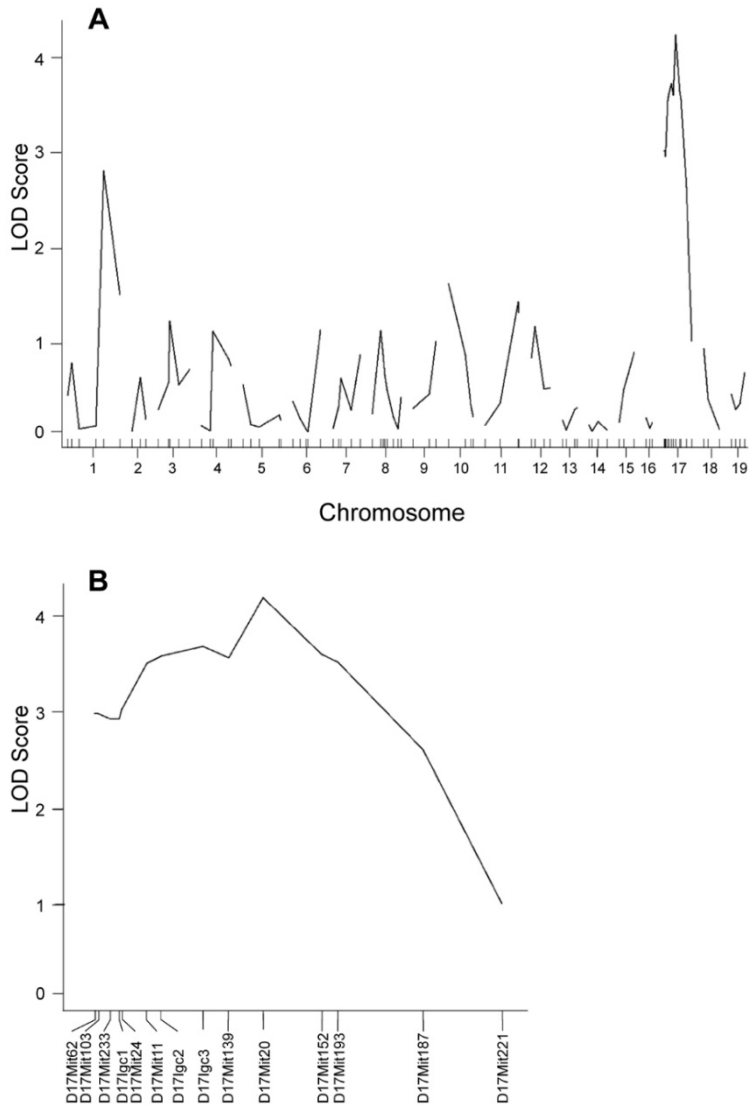 A
LOD Score
4
3
2
1
0
1 2 3 4 5 6 7 8 9 10 11 12 13 14 15 16 17 18 19
Chromosome
B
LOD Score
4
3
2
1
0
D17Mit62
D17Mit103
D17Mit233
D17Igc1
D17Mit24
D17Mit11
D17Igc2
D17Igc3
D17Mit139
D17Mit20
D17Mit152
D17Mit193
D17Mit187
D17Mit221